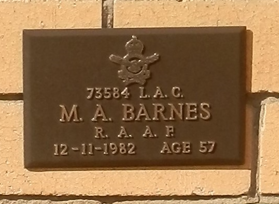 73584 L.A.C.
M. A. BARNES
R. A. A. F.
12-11-1982 AGE 57